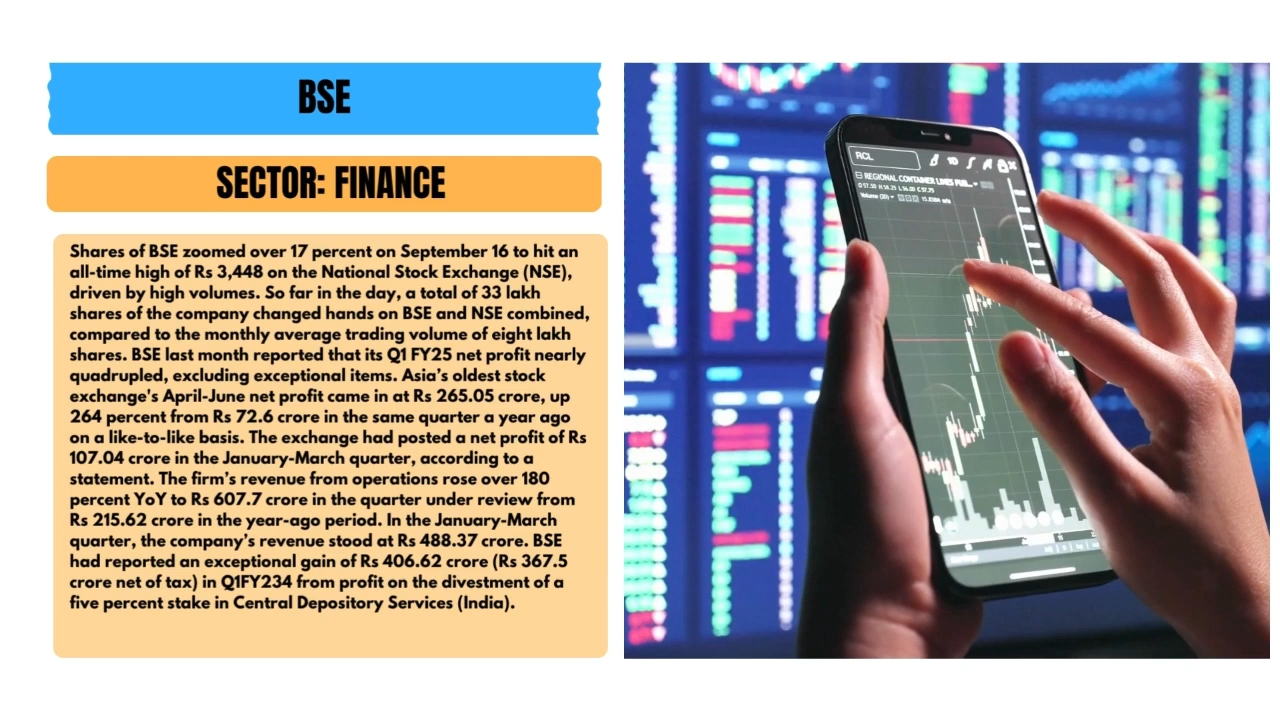 BSE
SECTOR: FINANCE
Shares of BSE zoomed over 17 percent on September 16 to hit an
all-time high of Rs 3,448 on the National Stock Exchange (NSE),
driven by high volumes. So far in the day, a total of 33 lakh
shares of the company changed hands on BSE and NSE combined,
compared to the monthly average trading volume of eight lakh
shares. BSE last month reported that its Q1 FY25 net profit nearly
quadrupled, excluding exceptional items. Asia's oldest stock
exchange's April-June net profit came in at Rs 265.05 crore, up
264 percent from Rs 72.6 crore in the same quarter a year ago
on a like-to-like basis. The exchange had posted a net profit of Rs
107.04 crore in the January-March quarter, according to a
statement. The firm's revenue from operations rose over 180
percent YoY to Rs 607.7 crore in the quarter under review from
Rs 215.62 crore in the year-ago period. In the January-March
quarter, the company's revenue stood at Rs 488.37 crore. BSE
had reported an exceptional gain of Rs 406.62 crore (Rs 367.5
crore net of tax) in Q1FY234 from profit on the divestment of a
five percent stake in Central Depository Services (India).
RCL
1D
REGIONAL CONTAINER LINES PUB...
Volume (20)